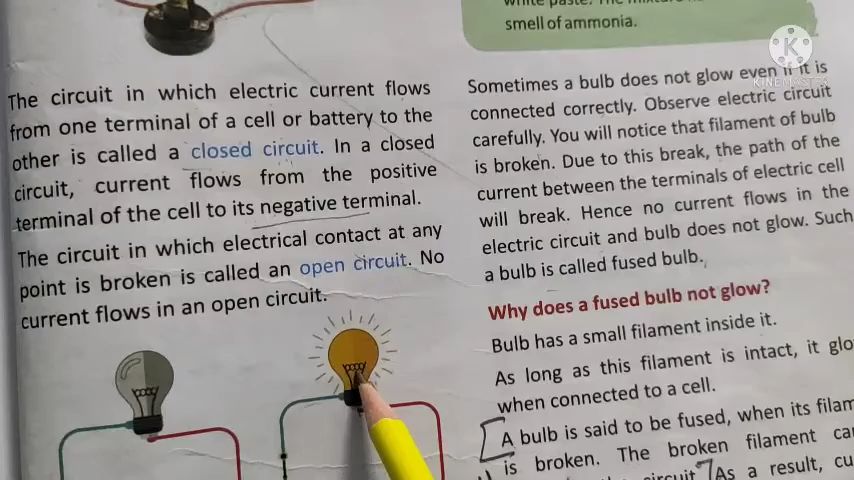 The circuit in which electric current flows
from one terminal of a cell or battery to the
other is called a closed circuit. In a closed
circuit, current flows from the positive
terminal of the cell to its negative terminal.
The circuit in which electrical contact at any
point is broken is called an open circuit. No
current flows in an open circuit.
white paste. The
smell of ammonia.
K
KINEMASTER
Sometimes a bulb does not glow even if it is
connected correctly. Observe electric circuit
carefully. You will notice that filament of bulb
is broken. Due to this break, the path of the
current between the terminals of electric cell
will break. Hence no current flows in the
electric circuit and bulb does not glow. Such
a bulb is called fused bulb.
Why does a fused bulb not glow?
Bulb has a small filament inside it.
As long as this filament is intact, it glo
when connected to a cell.
A bulb is said to be fused, when its filam
is broken. The broken filament ca
circuit As a result, cu